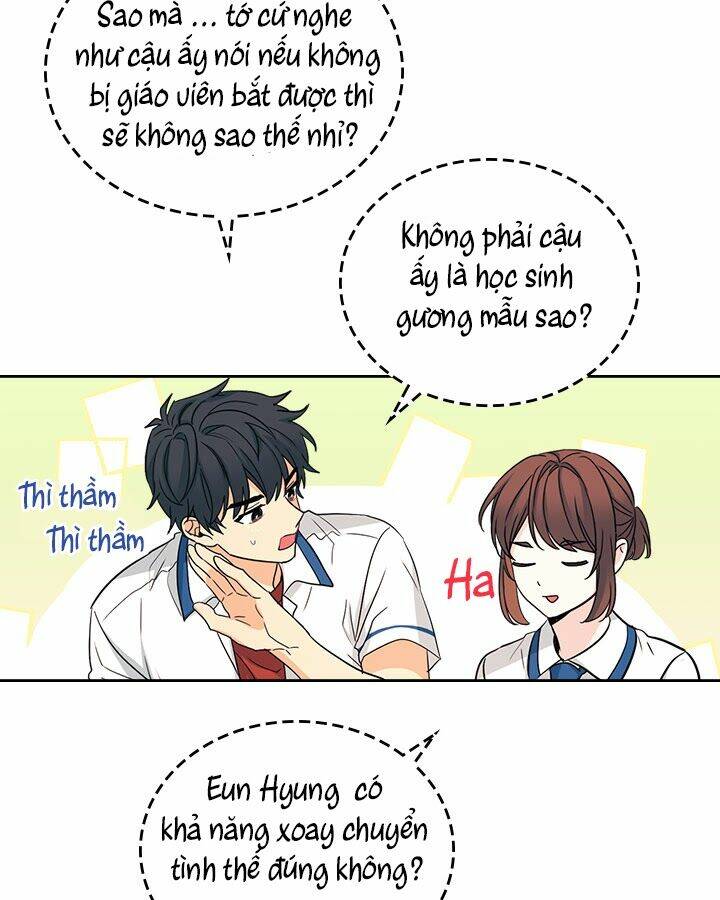 Sao mà ... tớ cứ nghe
như cậu ấy nói nếu không
bị giáo viên bắt được thì
sẽ không sao thế nhỉ?
Không phải cậu
ấy là học sinh
gương mẫu sao?
Thì thầm
Thì thầm
Ha
Eun Hyung có
khả năng xoay chuyển
tình thế đúng không?